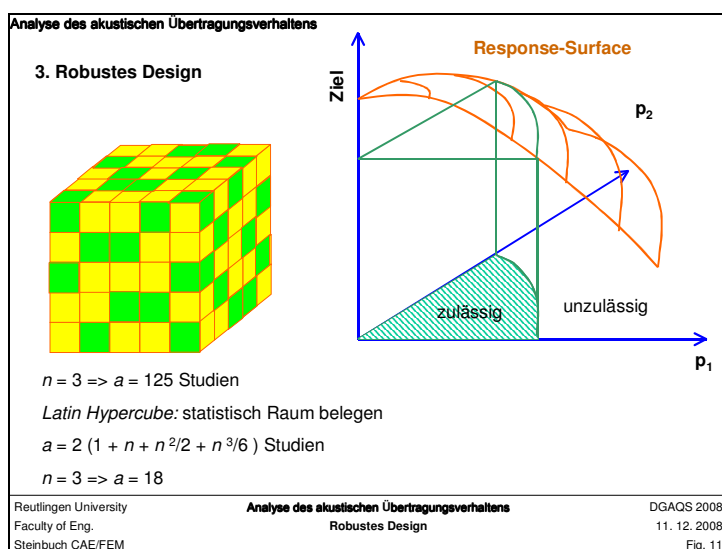 Analyse des akustischen Übertragungsverhaltens
3. Robustes Design
Response-Surface
Ziel
p2
zulässig
unzulässig
p1
n = 3 => a = 125 Studien
Latin Hypercube: statistisch Raum belegen
a = 2 (1 + n + n²/2 + n³/6 ) Studien
n = 3 => a = 18
Reutlingen University
Analyse des akustischen Übertragungsverhaltens
DGAQS 2008
Faculty of Eng.
Robustes Design
11. 12. 2008
Steinbuch CAE/FEM
Fig. 11